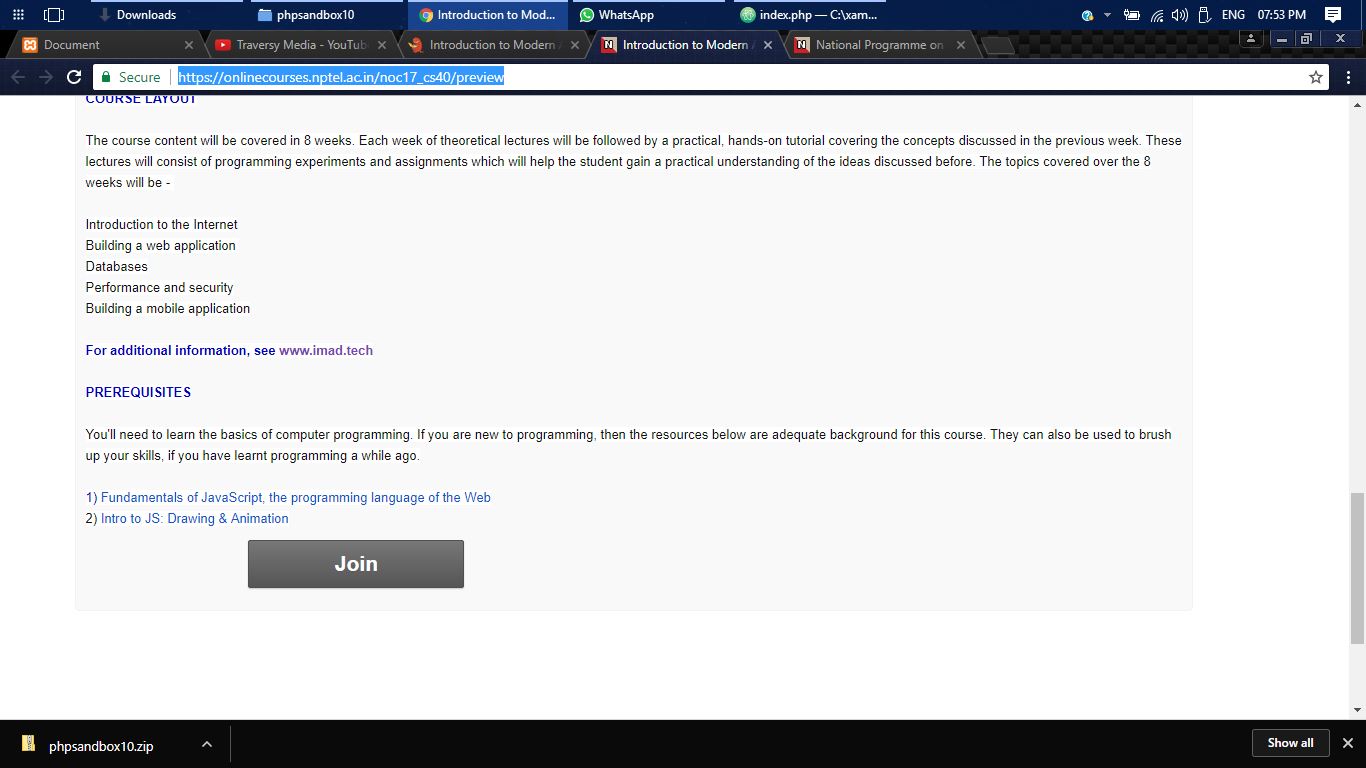 Downloads
phpsandbox10
Introduction to Mod...
WhatsApp
index.php — C:\xam...
ENG
07:53 PM
Document
Traversy Media - YouTub
Introduction to Modern
Introduction to Modern
National Programme on
Secure
https://onlinecourses.nptel.ac.in/noc17_cs40/preview
COURSE LAYOUT
The course content will be covered in 8 weeks. Each week of theoretical lectures will be followed by a practical, hands-on tutorial covering the concepts discussed in the previous week. These
lectures will consist of programming experiments and assignments which will help the student gain a practical understanding of the ideas discussed before. The topics covered over the 8
weeks will be -
Introduction to the Internet
Building a web application
Databases
Performance and security
Building a mobile application
For additional information, see www.imad.tech
PREREQUISITES
You'll need to learn the basics of computer programming. If you are new to programming, then the resources below are adequate background for this course. They can also be used to brush
up your skills, if you have learnt programming a while ago.
1) Fundamentals of JavaScript, the programming language of the Web
2) Intro to JS: Drawing & Animation
Join
phpsandbox10.zip
Show all